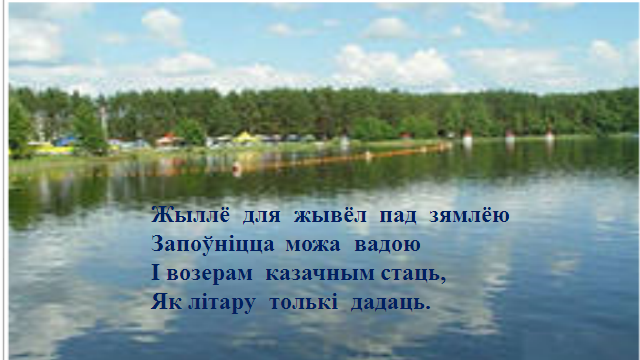 Жыллё для жывёл пад зямлёю
Запоўніцца можа вадою
І возерам казачным стаць,
Як літару толькі дадаць.